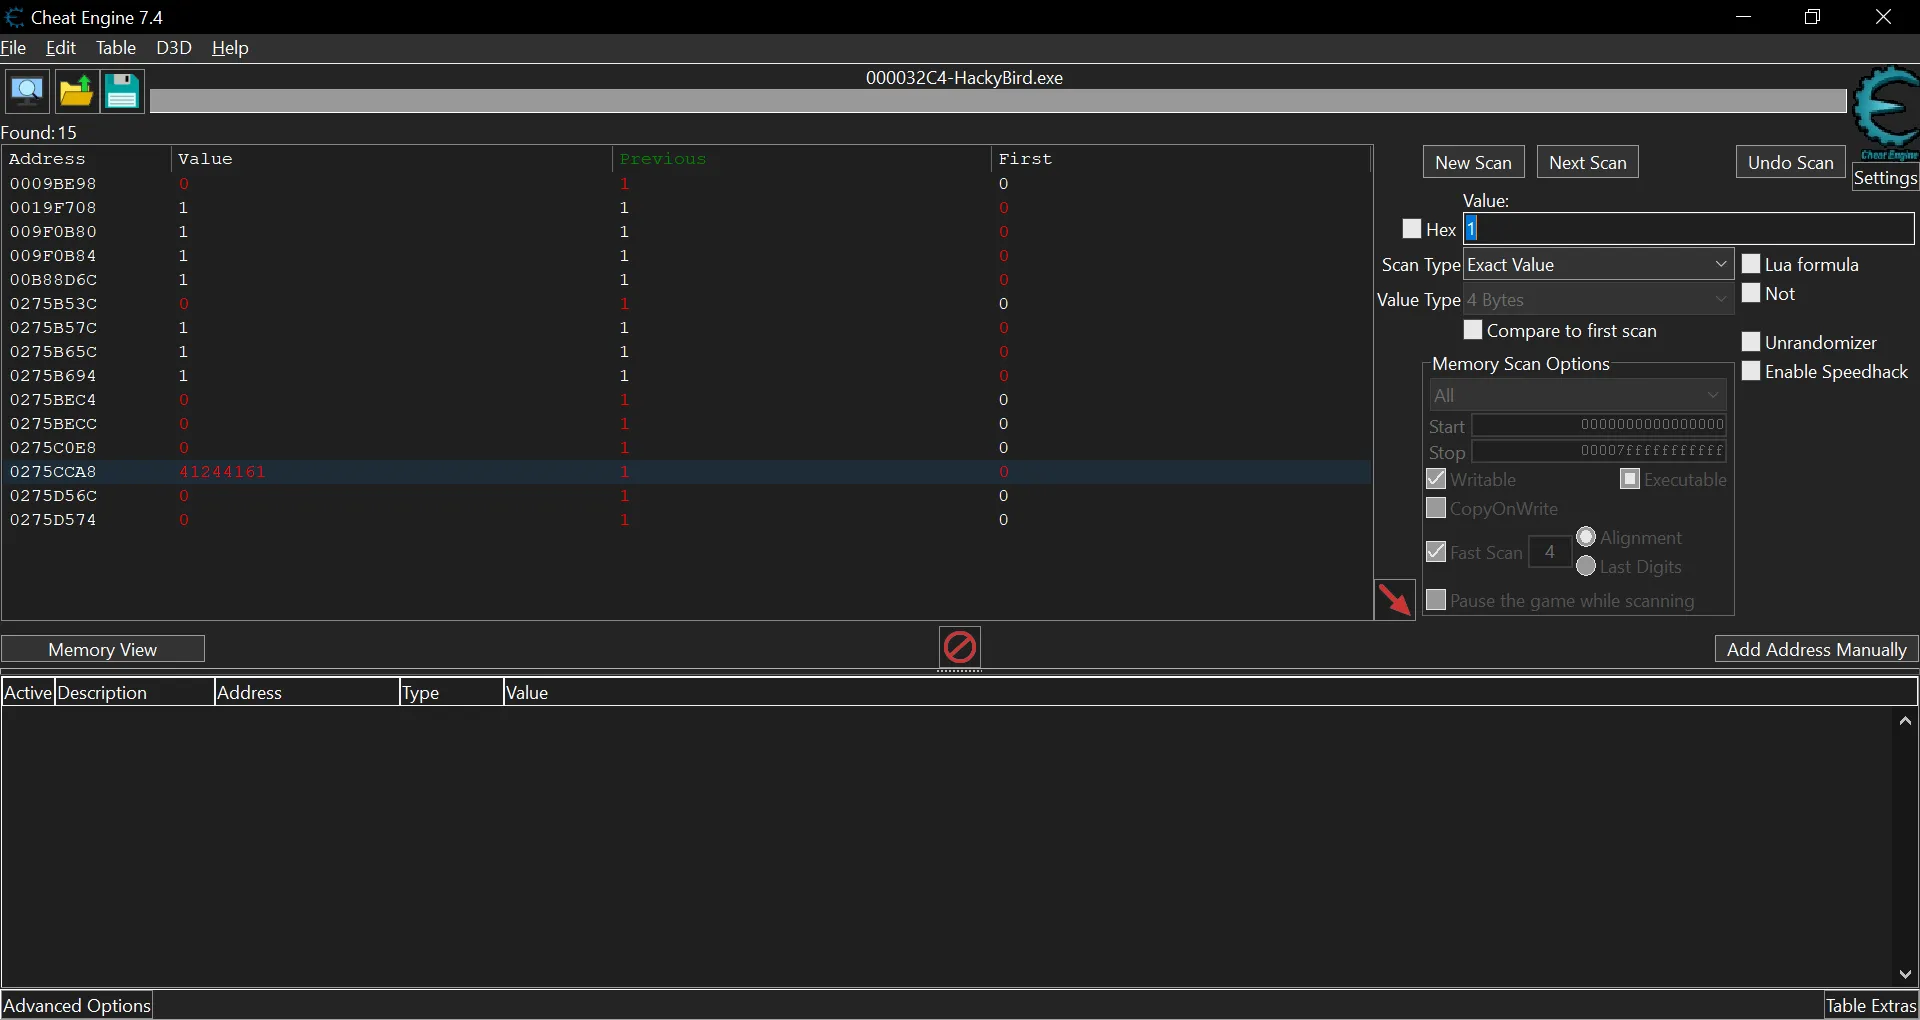 Cheat Engine 7.4
File Edit Table D3D Help
000032C4-HackyBird.exe
Cheat Engine
Settings
Found: 15
Address Value Previous First
0009BE98 0 1 0
0019F708 1 1 0
009F0B80 1 1 0
009F0B84 1 1 0
00B88D6C 1 1 0
0275B53C 0 1 0
0275B57C 1 1 0
0275B65C 1 1 0
0275B694 1 1 0
0275BEC4 0 1 0
0275BECC 0 1 0
0275C0E8 0 1 0
0275CCA8 41244161 1 0
0275D56C 0 1 0
0275D574 0 1 0
New Scan Next Scan Undo Scan
Value:
Hex 1
Scan Type Exact Value Lua formula
Value Type 4 Bytes Not
Compare to first scan
Unrandomizer
Enable Speedhack
Memory Scan Options
All
Start 0000000000000000
Stop 00007fffffffffff
Writable Executable
CopyOnWrite
Fast Scan 4 Alignment
Last Digits
Pause the game while scanning
Memory View Add Address Manually
Active Description Address Type Value
Advanced Options Table Extras